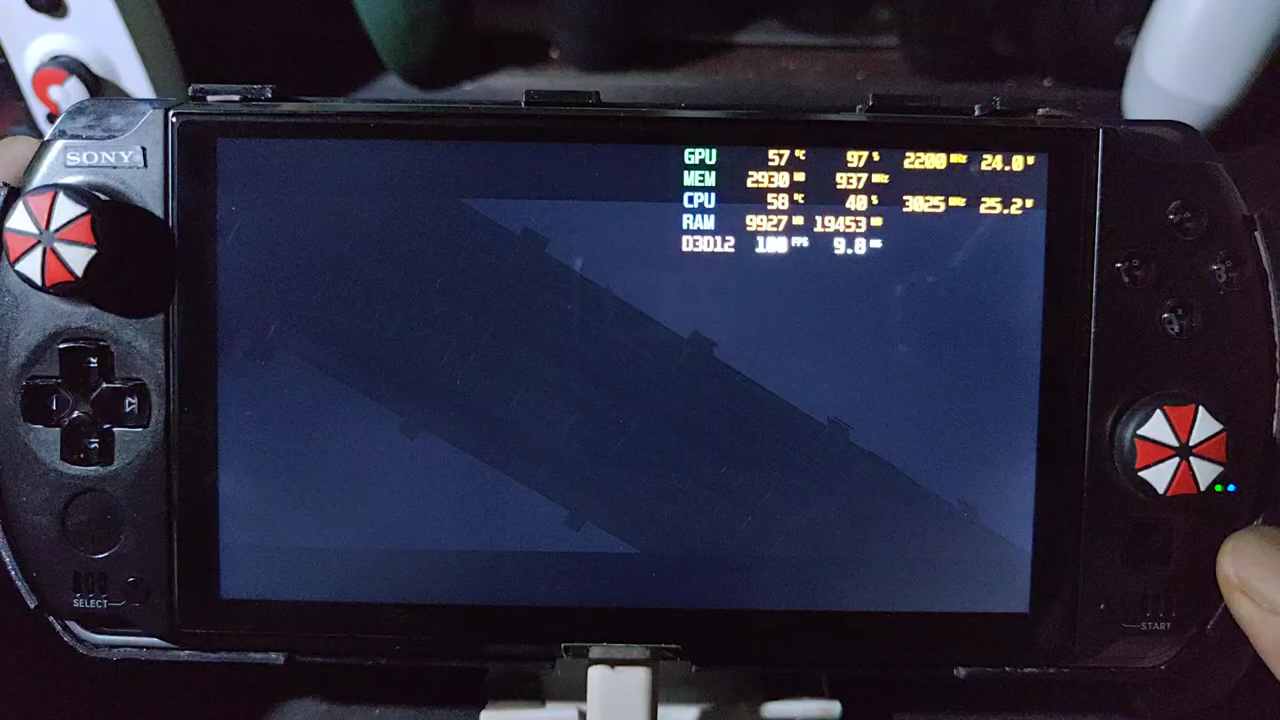 SONY
GPU 57 °C 97 % 2200 MHz 24.0 W
MEM 2930 MB 937 MHz
CPU 58 °C 40 % 3025 MHz 25.2 W
RAM 9927 MB 19453 MB
D3D12 100 FPS 9.8 ms
SELECT
START